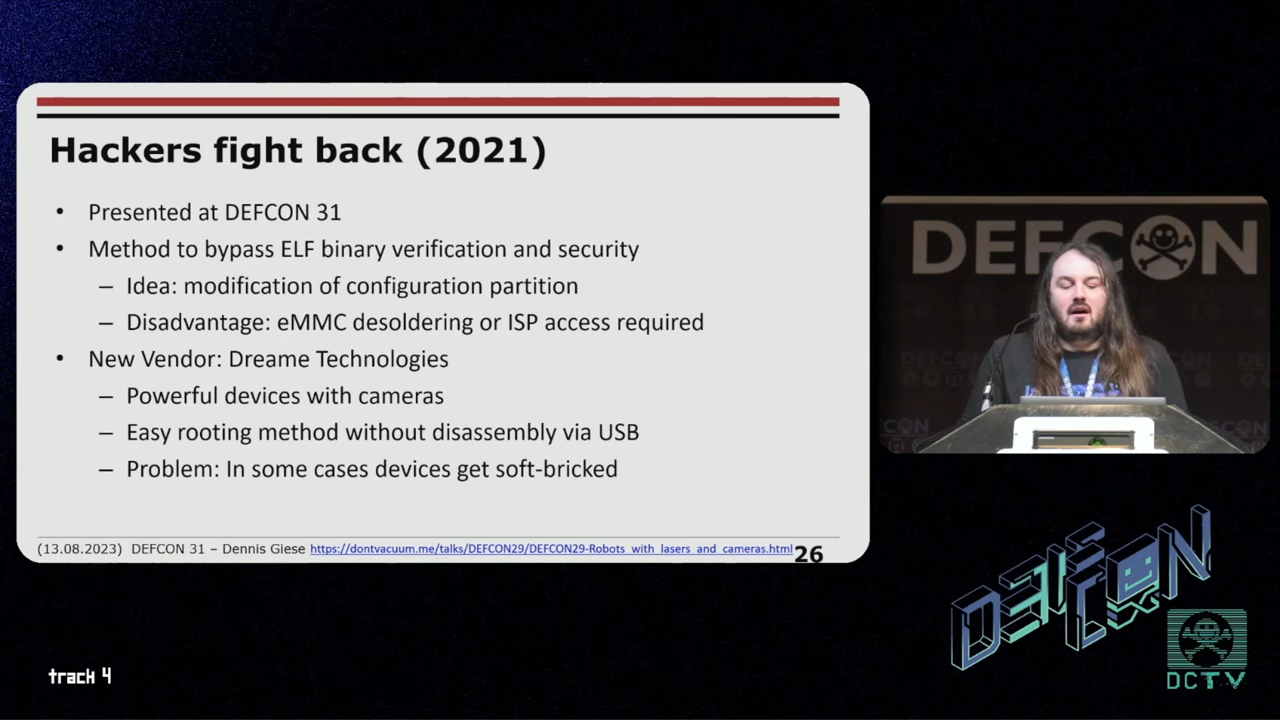 Hackers fight back (2021)
• Presented at DEFCON 31
• Method to bypass ELF binary verification and security
– Idea: modification of configuration partition
– Disadvantage: eMMC desoldering or ISP access required
• New Vendor: Dreame Technologies
– Powerful devices with cameras
– Easy rooting method without disassembly via USB
– Problem: In some cases devices get soft-bricked
(13.08.2023) DEFCON 31 – Dennis Giese https://dontvacuum.me/talks/DEFCON29/DEFCON29-Robots_with_lasers_and_cameras.html 26
DEFCON
DEFCON
track 4
DCTV